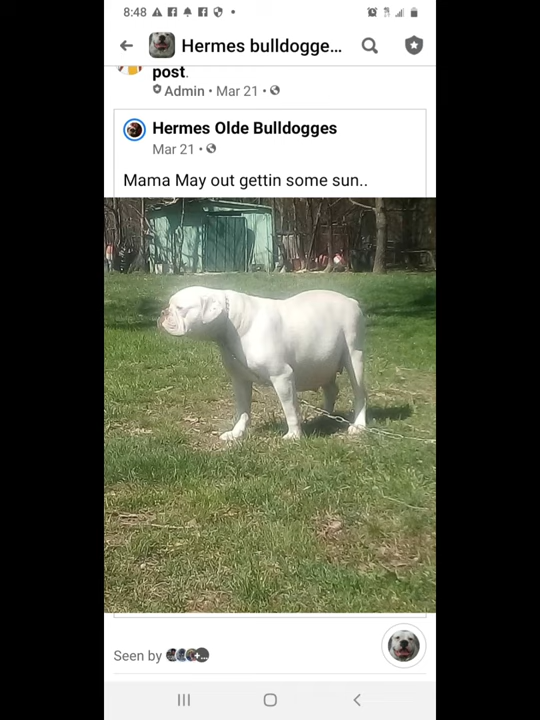 8:48
Hermes bulldogge...
post.
Admin • Mar 21 •
Hermes Olde Bulldogges
Mar 21 •
Mama May out gettin some sun..
Seen by